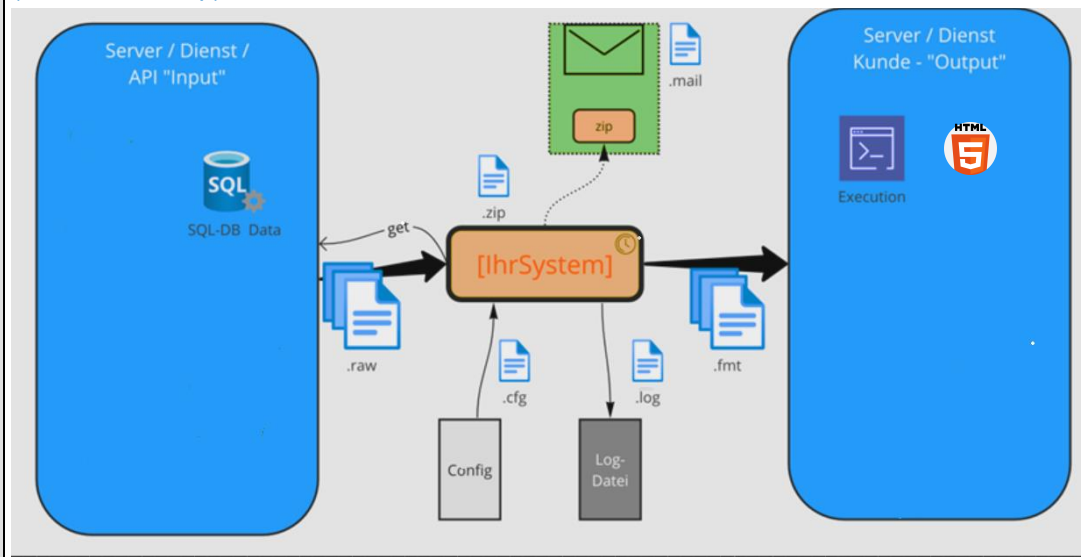 Server / Dienst /
API "Input"
SQL
SQL-DB Data
get
.raw
.mail
zip
.zip
[IhrSystem]
.cfg
Config
.log
Log-
Datei
.fmt
Server / Dienst
Kunde - "Output"
>_
Execution
HTML
5